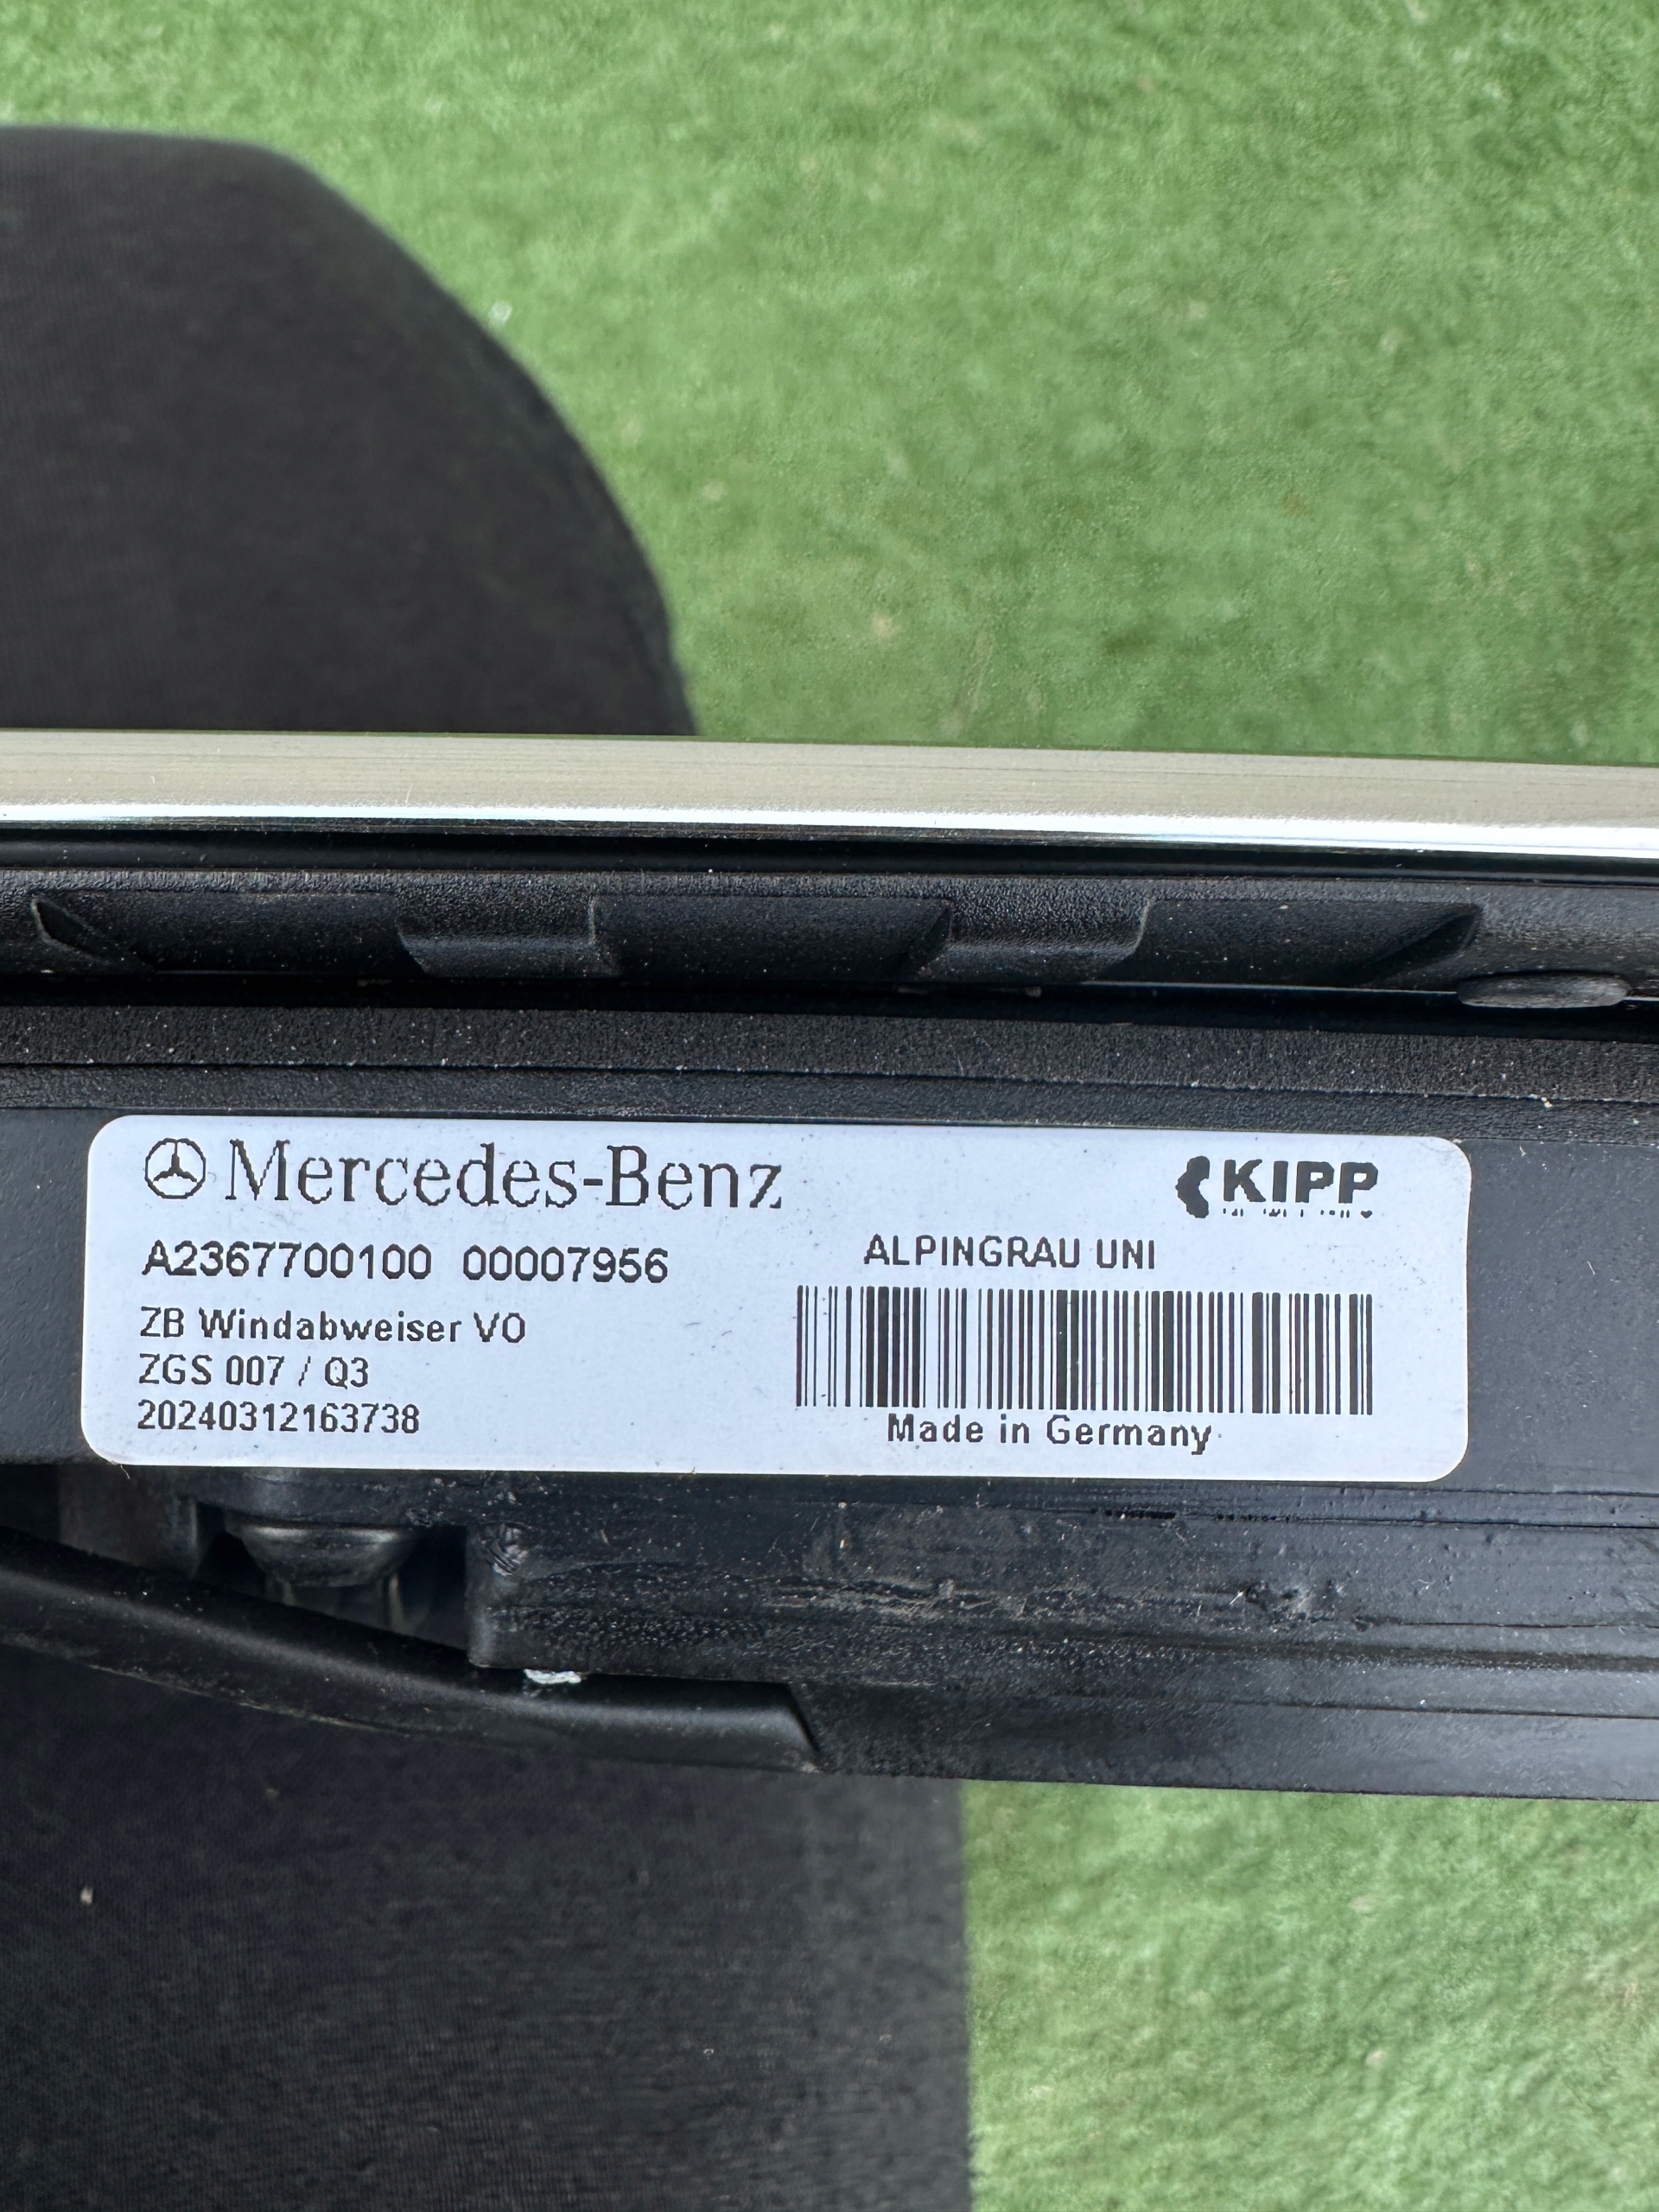 Mercedes-Benz
KIPP
A2367700100 00007956
ALPINGRAU UNI
ZB Windabweiser VO
ZGS 007 / Q3
20240312163738
Made in Germany